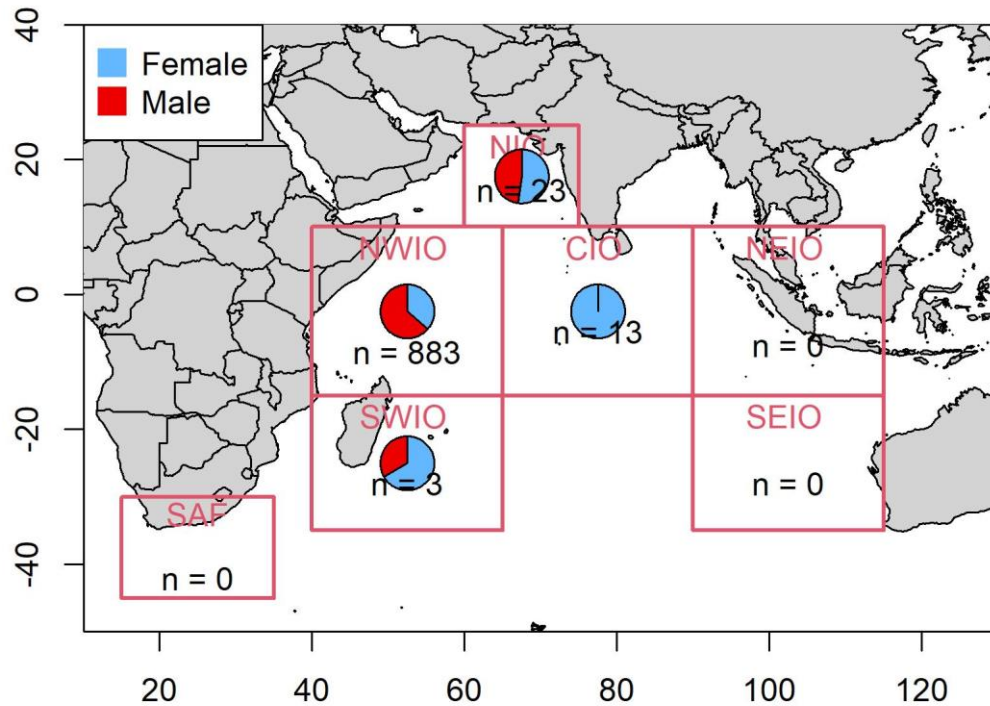 40
20
0
-20
-40
Female
Male
NIO
n = 23
NWIO
n = 883
CIO
n = 13
NEIO
n = 0
SWIO
n = 3
SEIO
n = 0
SAF
n = 0
20
40
60
80
100
120